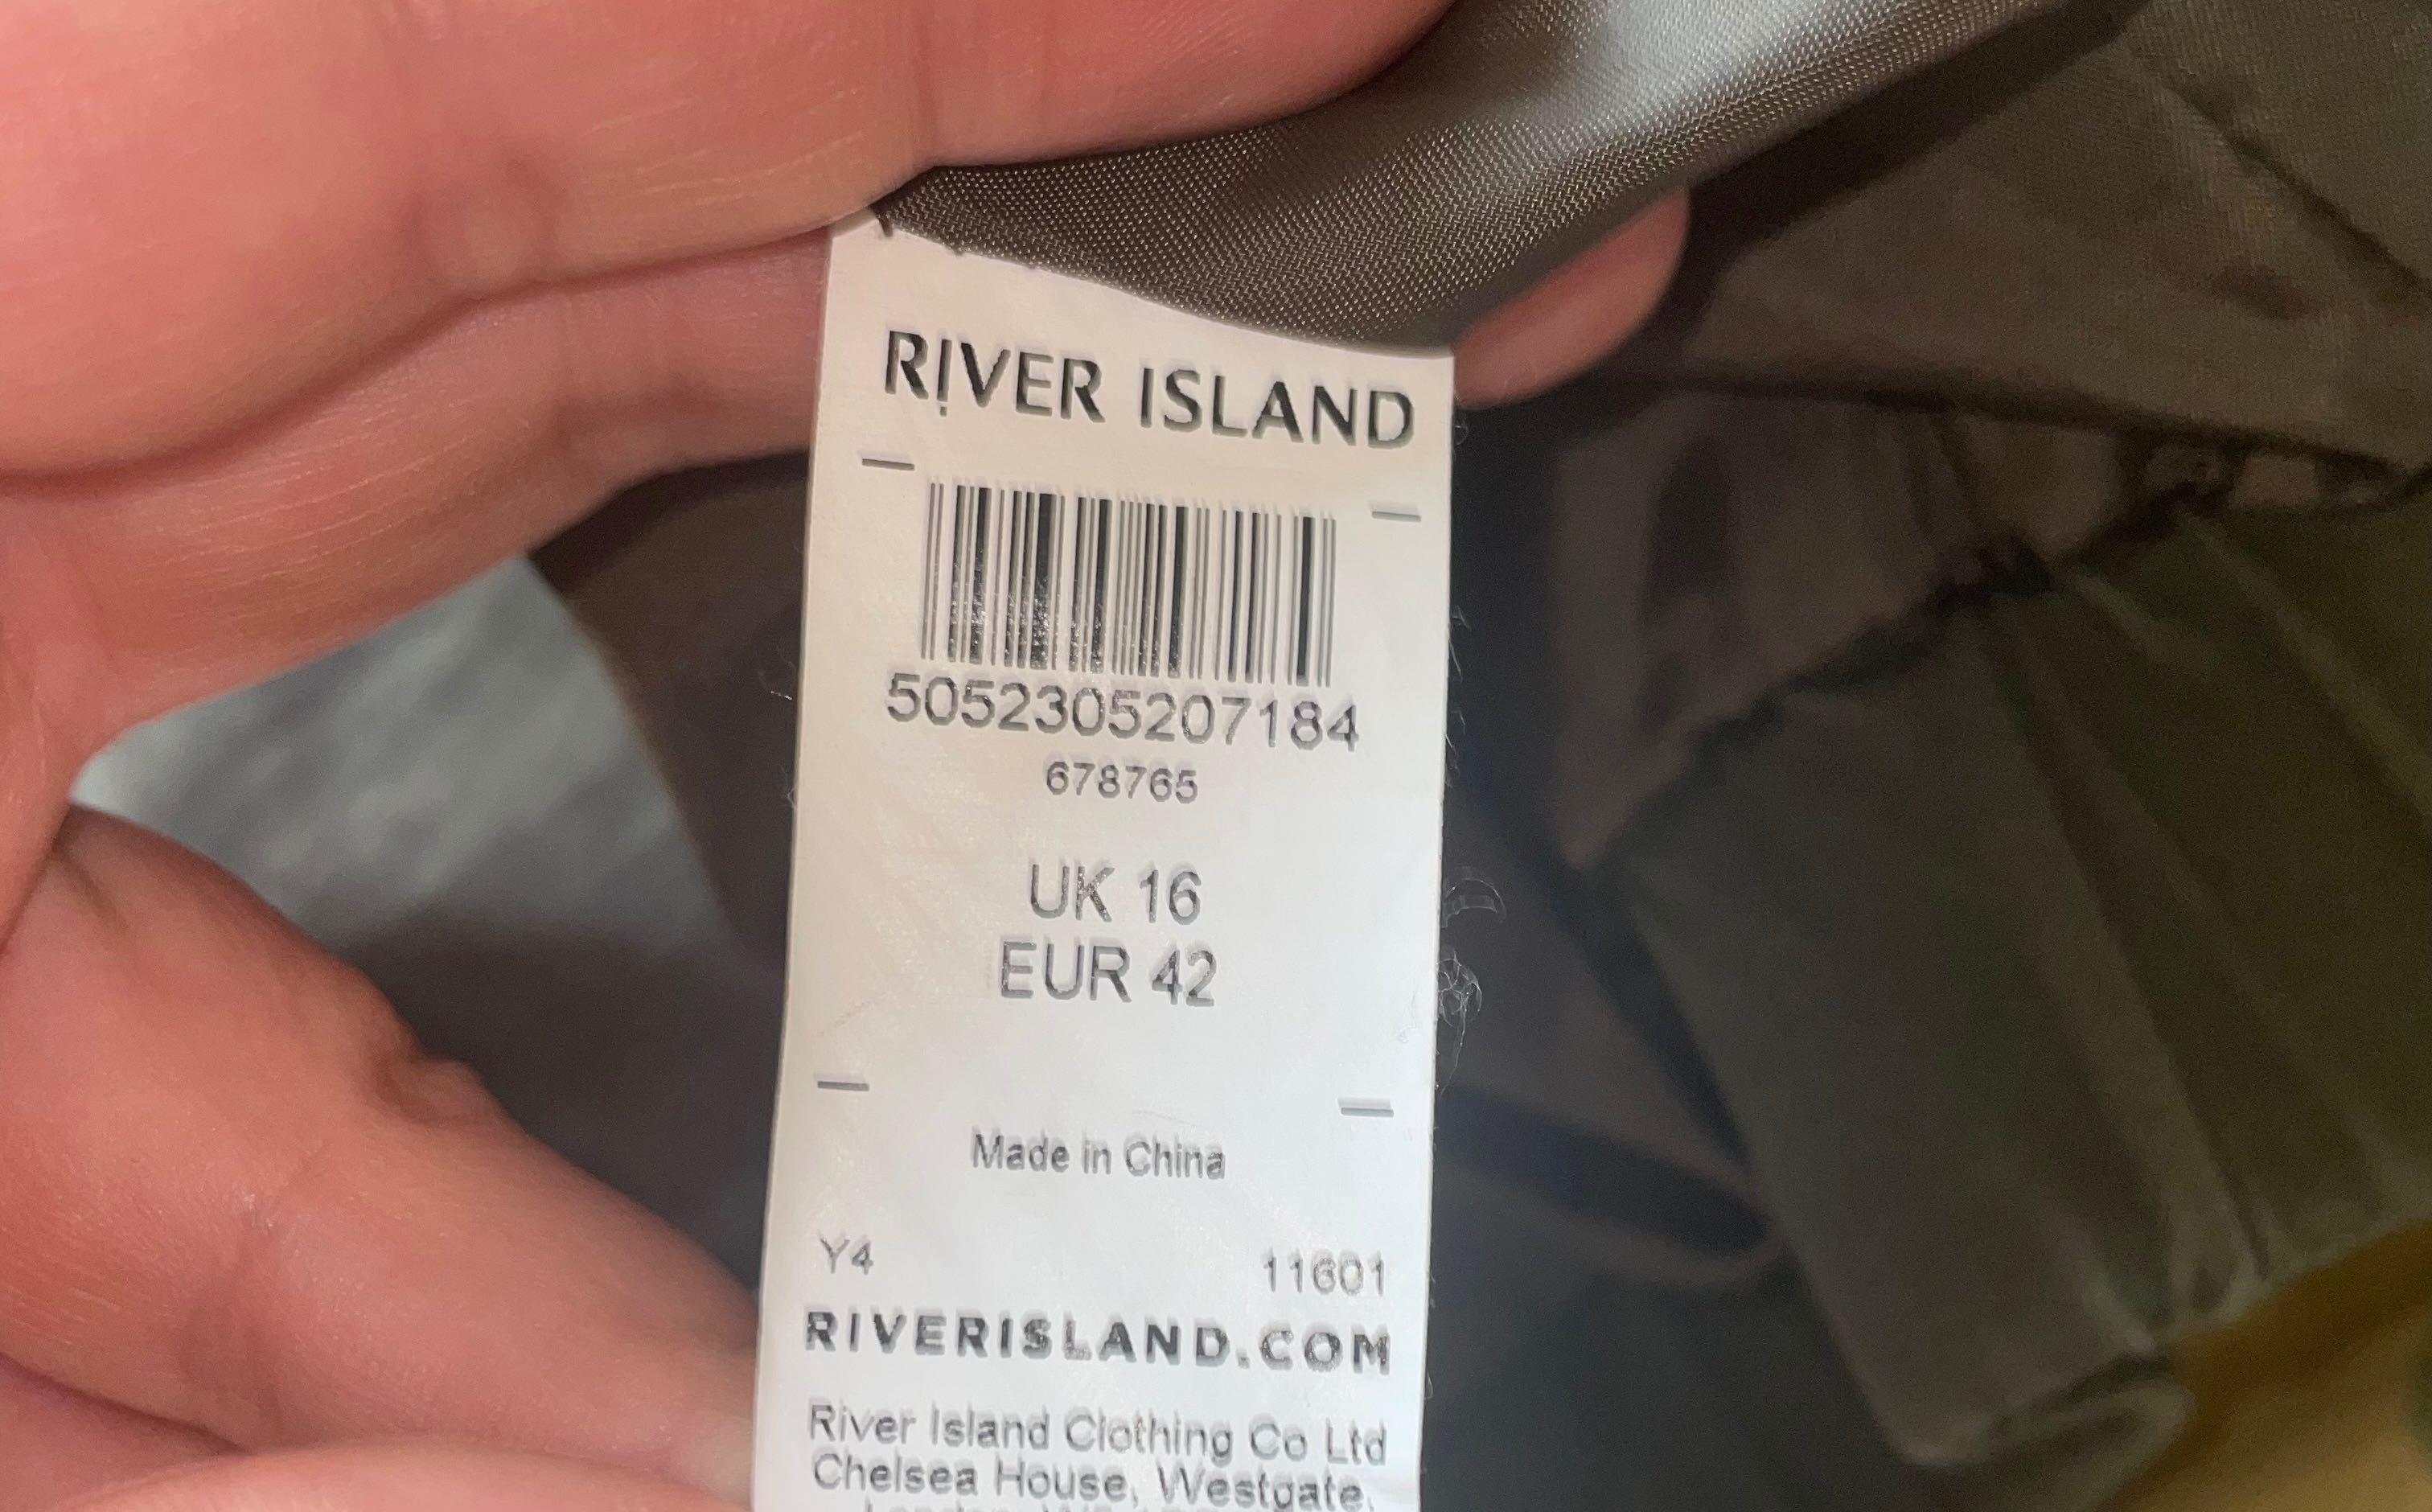 RIVER ISLAND
5052305207184
678765
UK 16
EUR 42
Made in China
Y4 11601
RIVERISLAND.COM
River Island Clothing Co Ltd
Chelsea House, Westgate,
London